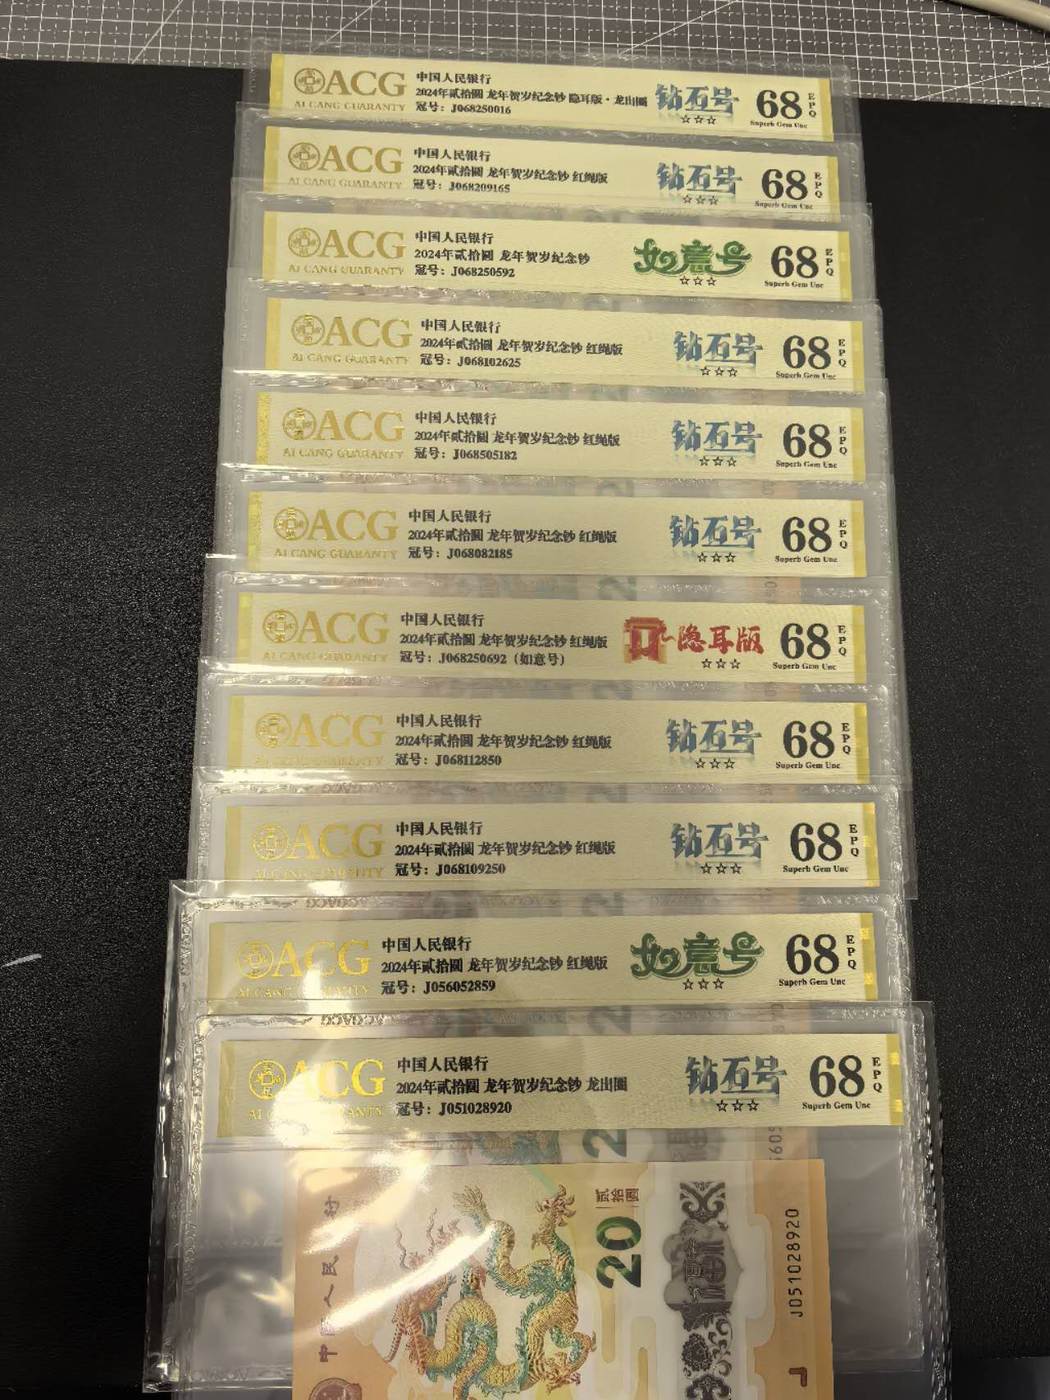 ACG
AI CANG GUARANTY
中国人民银行
2024年贰拾圆 龙年贺岁纪念钞 隐耳版·龙出圈
冠号：J068250016
钻石号
☆☆☆
68
EPQ
Superb Gem Unc
ACG
AI CANG GUARANTY
中国人民银行
2024年贰拾圆 龙年贺岁纪念钞 红绳版
冠号：J068209165
钻石号
☆☆☆
68
EPQ
Superb Gem Unc
ACG
AI CANG GUARANTY
中国人民银行
2024年贰拾圆 龙年贺岁纪念钞
冠号：J068250592
如意号
☆☆☆
68
EPQ
Superb Gem Unc
ACG
AI CANG GUARANTY
中国人民银行
2024年贰拾圆 龙年贺岁纪念钞 红绳版
冠号：J068102625
钻石号
☆☆☆
68
EPQ
Superb Gem Unc
ACG
AI CANG GUARANTY
中国人民银行
2024年贰拾圆 龙年贺岁纪念钞 红绳版
冠号：J068505182
钻石号
☆☆☆
68
EPQ
Superb Gem Unc
ACG
AI CANG GUARANTY
中国人民银行
2024年贰拾圆 龙年贺岁纪念钞 红绳版
冠号：J068082185
钻石号
☆☆☆
68
EPQ
Superb Gem Unc
ACG
AI CANG GUARANTY
中国人民银行
2024年贰拾圆 龙年贺岁纪念钞 红绳版
冠号：J068250692（如意号）
隐耳版
☆☆☆
68
EPQ
Superb Gem Unc
ACG
中国人民银行
2024年贰拾圆 龙年贺岁纪念钞 红绳版
冠号：J068112850
钻石号
☆☆☆
68
EPQ
Superb Gem Unc
ACG
AI CANG GUARANTY
中国人民银行
2024年贰拾圆 龙年贺岁纪念钞 红绳版
冠号：J068109250
钻石号
☆☆☆
68
EPQ
Superb Gem Unc
ACG
中国人民银行
2024年贰拾圆 龙年贺岁纪念钞 红绳版
冠号：J056052859
如意号
☆☆☆
68
EPQ
Superb Gem Unc
ACG
AI CANG GUARANTY
中国人民银行
2024年贰拾圆 龙年贺岁纪念钞 龙出圈
冠号：J051028920
钻石号
☆☆☆
68
EPQ
Superb Gem Unc
中国人民银行
20
贰拾圆
J051028920